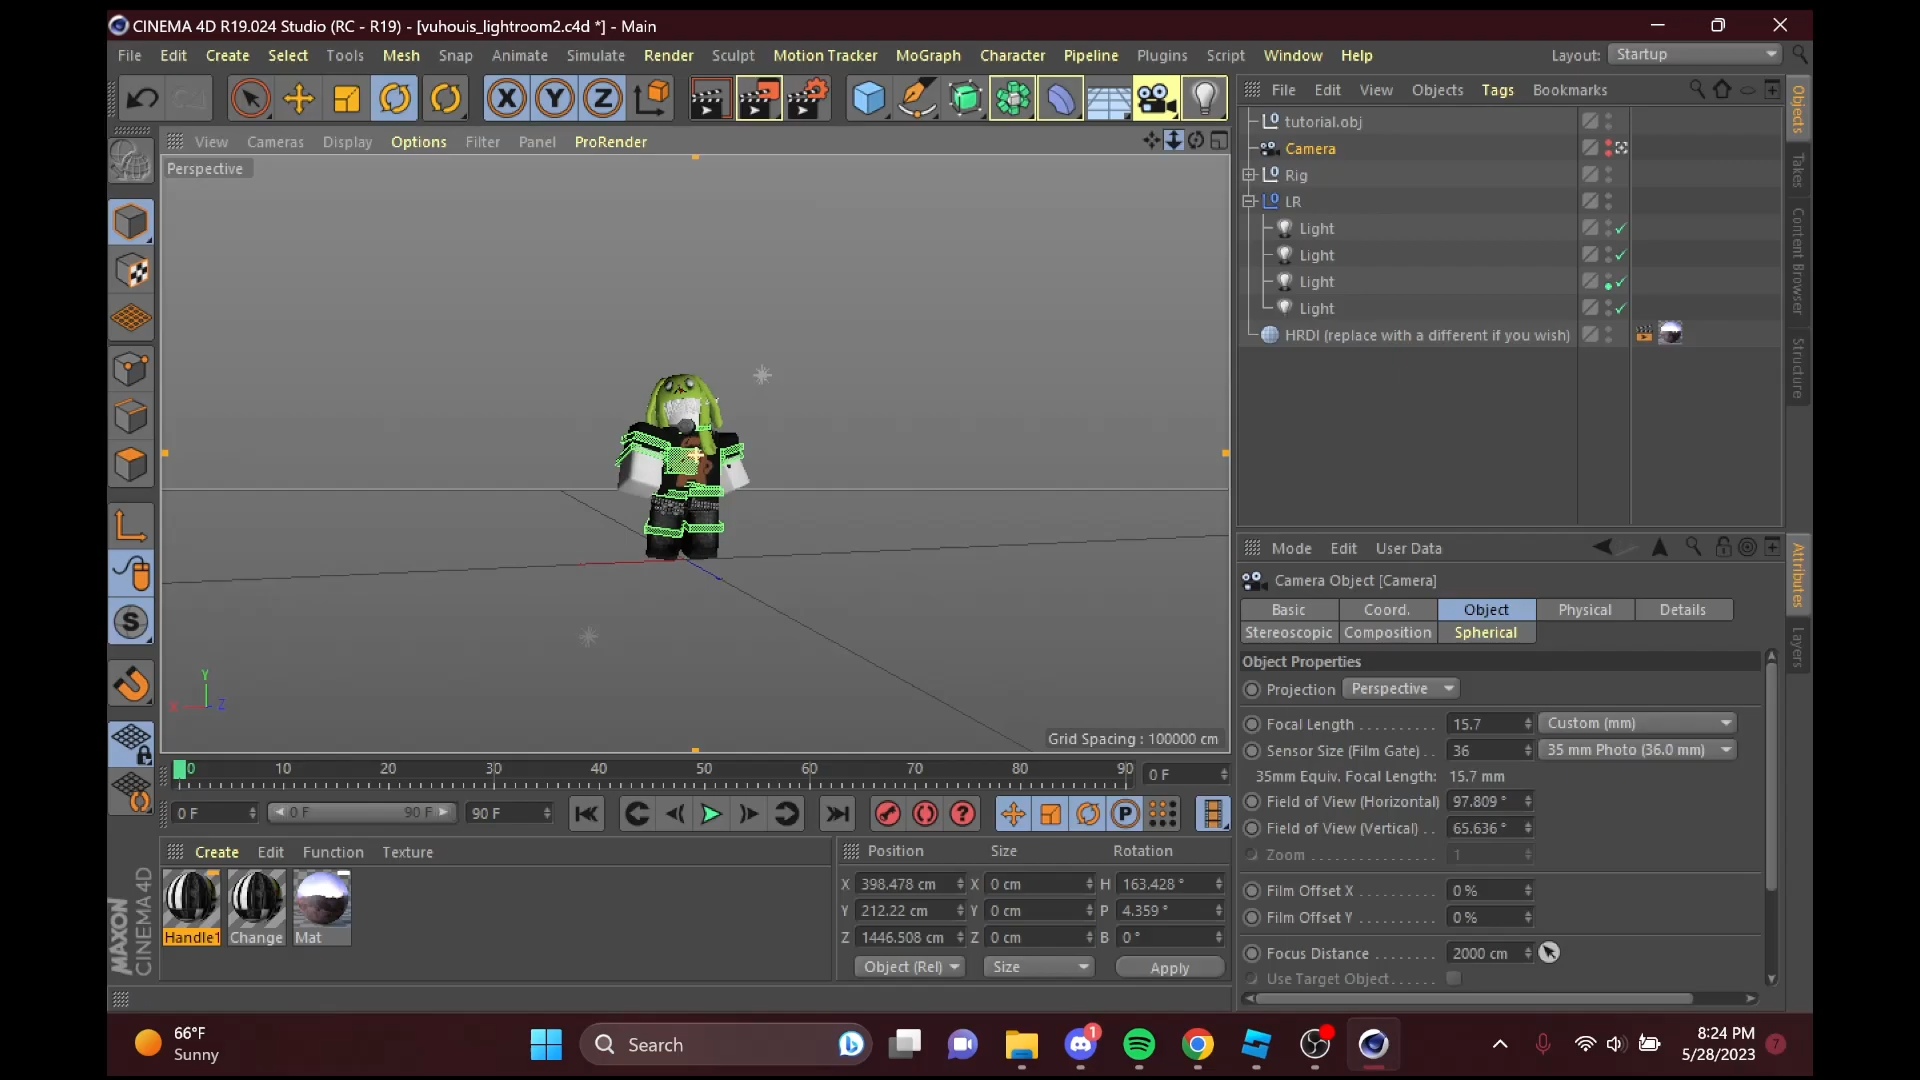 CINEMA 4D R19.024 Studio (RC - R19) - [vuhouis_lightroom2.c4d *] - Main
File Edit Create Select Tools Mesh Snap Animate Simulate Render Sculpt Motion Tracker MoGraph Character Pipeline Plugins Script Window Help Layout: Startup
X Y Z
File Edit View Objects Tags Bookmarks
View Cameras Display Options Filter Panel ProRender
Perspective
tutorial.obj
Camera
Rig
LR
Light
Light
Light
Light
HRDI (replace with a different if you wish)
Objects
Takes
Content Browser
Structure
Y
X Z
Grid Spacing : 100000 cm
S
Mode Edit User Data
Camera Object [Camera]
Basic Coord. Object Physical Details
Stereoscopic Composition Spherical
Object Properties
Projection Perspective
Focal Length 15.7 Custom (mm)
Sensor Size (Film Gate) 36 35 mm Photo (36.0 mm)
35mm Equiv. Focal Length: 15.7 mm
Field of View (Horizontal) 97.809 °
Field of View (Vertical) 65.636 °
Zoom 1
Film Offset X 0 %
Film Offset Y 0 %
Focus Distance 2000 cm
Use Target Object
Attributes
Layers
0 10 20 30 40 50 60 70 80 90 0 F
0 F 0 F 90 F 90 F
? P
Create Edit Function Texture
Handle1 Change Mat
MAXON
CINEMA 4D
Position Size Rotation
X 398.478 cm X 0 cm H 163.428 °
Y 212.22 cm Y 0 cm P 4.359 °
Z 1446.508 cm Z 0 cm B 0 °
Object (Rel) Size Apply
66°F
Sunny
Search
1
8:24 PM
5/28/2023
7